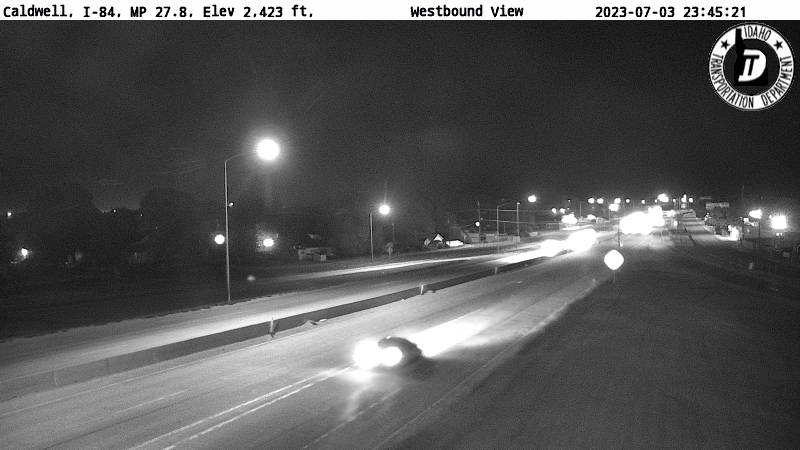 Caldwell, I-84, MP 27.8, Elev 2,423 ft, Westbound View 2023-07-03 23:45:21
IDAHO
TRANSPORTATION DEPARTMENT